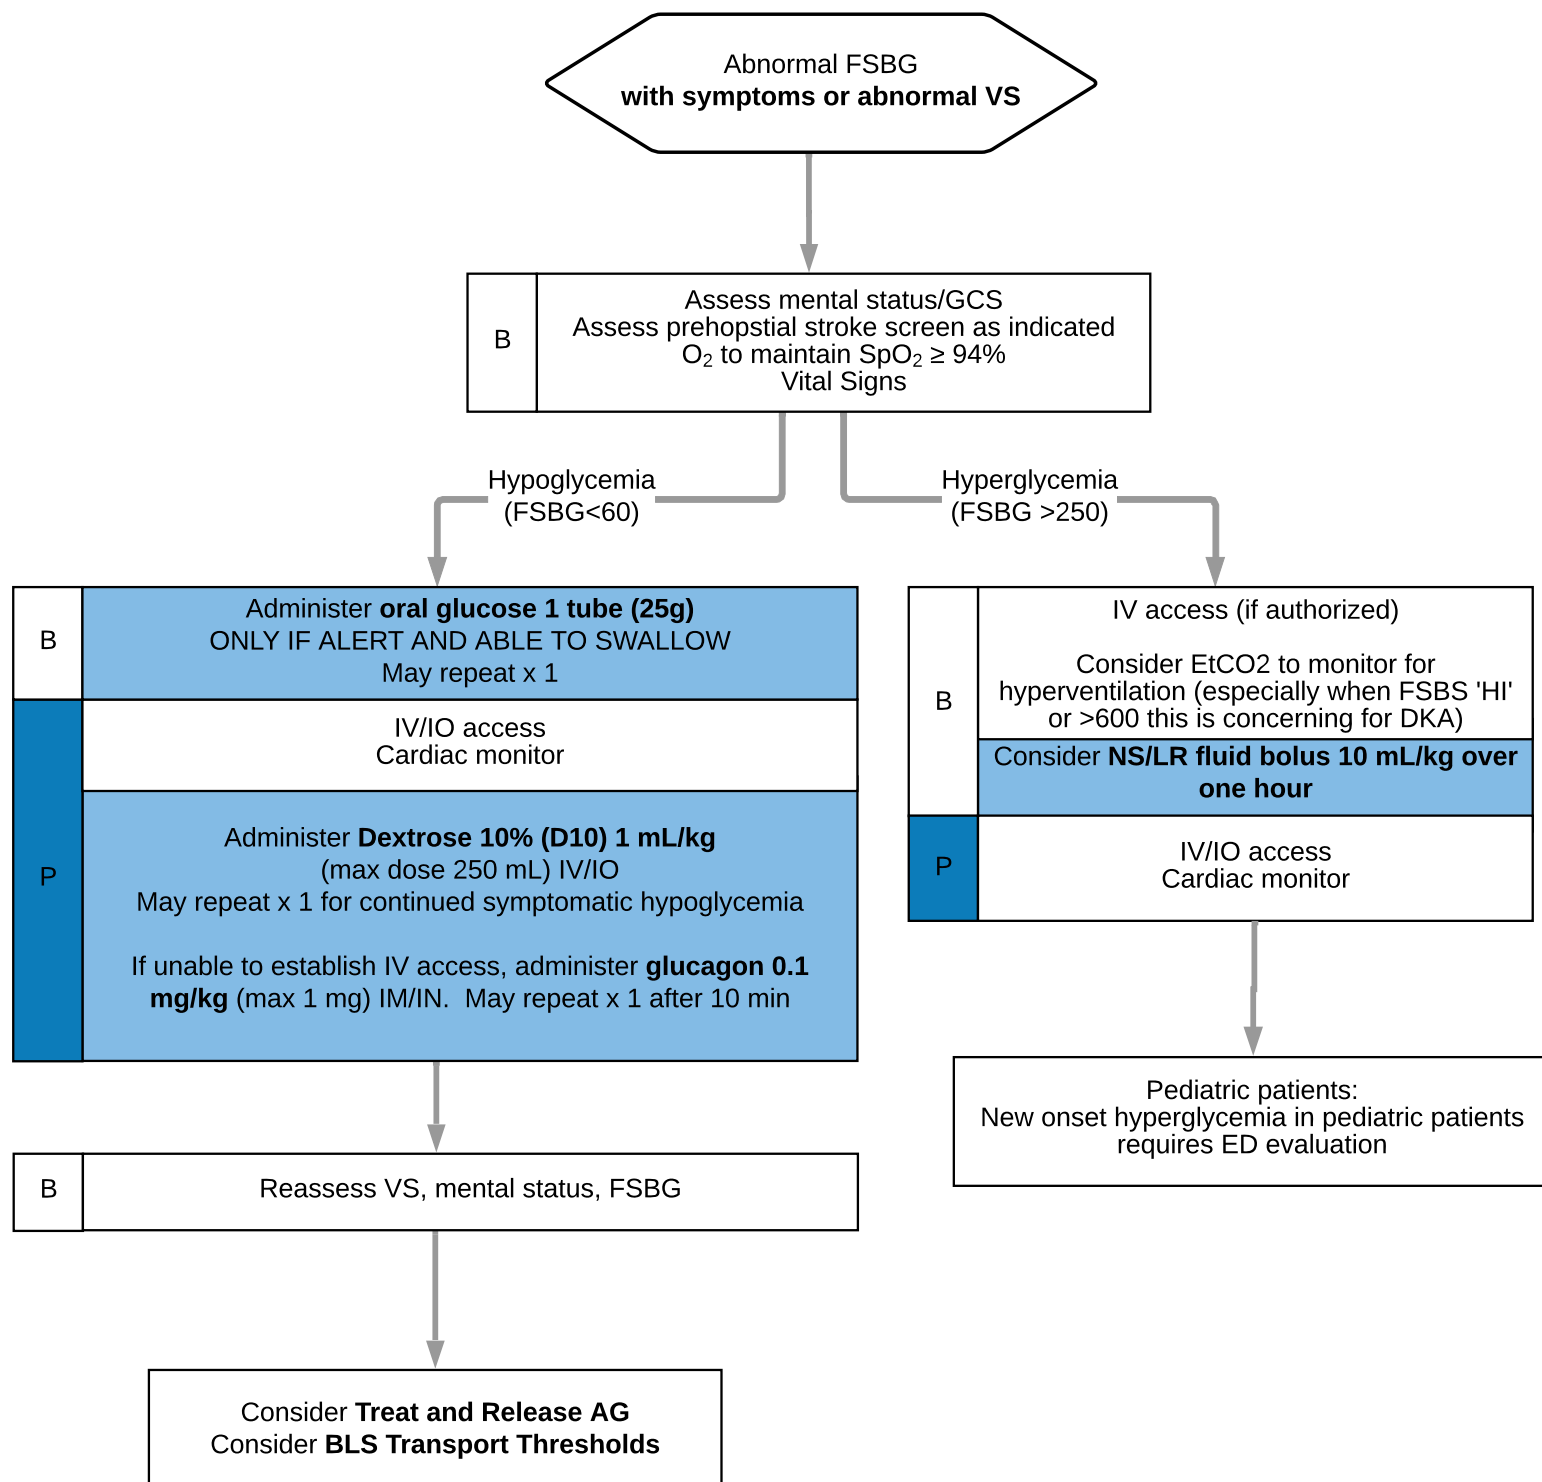 Abnormal FSBG
with symptoms or abnormal VS
B
Assess mental status/GCS
Assess prehopstial stroke screen as indicated
O₂ to maintain SpO₂ ≥ 94%
Vital Signs
Hypoglycemia
(FSBG<60)
Hyperglycemia
(FSBG >250)
B
Administer oral glucose 1 tube (25g)
ONLY IF ALERT AND ABLE TO SWALLOW
May repeat x 1
P
IV/IO access
Cardiac monitor
Administer Dextrose 10% (D10) 1 mL/kg
(max dose 250 mL) IV/IO
May repeat x 1 for continued symptomatic hypoglycemia
If unable to establish IV access, administer glucagon 0.1
mg/kg (max 1 mg) IM/IN.  May repeat x 1 after 10 min
B
Reassess VS, mental status, FSBG
Consider Treat and Release AG
Consider BLS Transport Thresholds
B
IV access (if authorized)
Consider EtCO2 to monitor for
hyperventilation (especially when FSBS 'HI'
or >600 this is concerning for DKA)
Consider NS/LR fluid bolus 10 mL/kg over
one hour
P
IV/IO access
Cardiac monitor
Pediatric patients:
New onset hyperglycemia in pediatric patients
requires ED evaluation